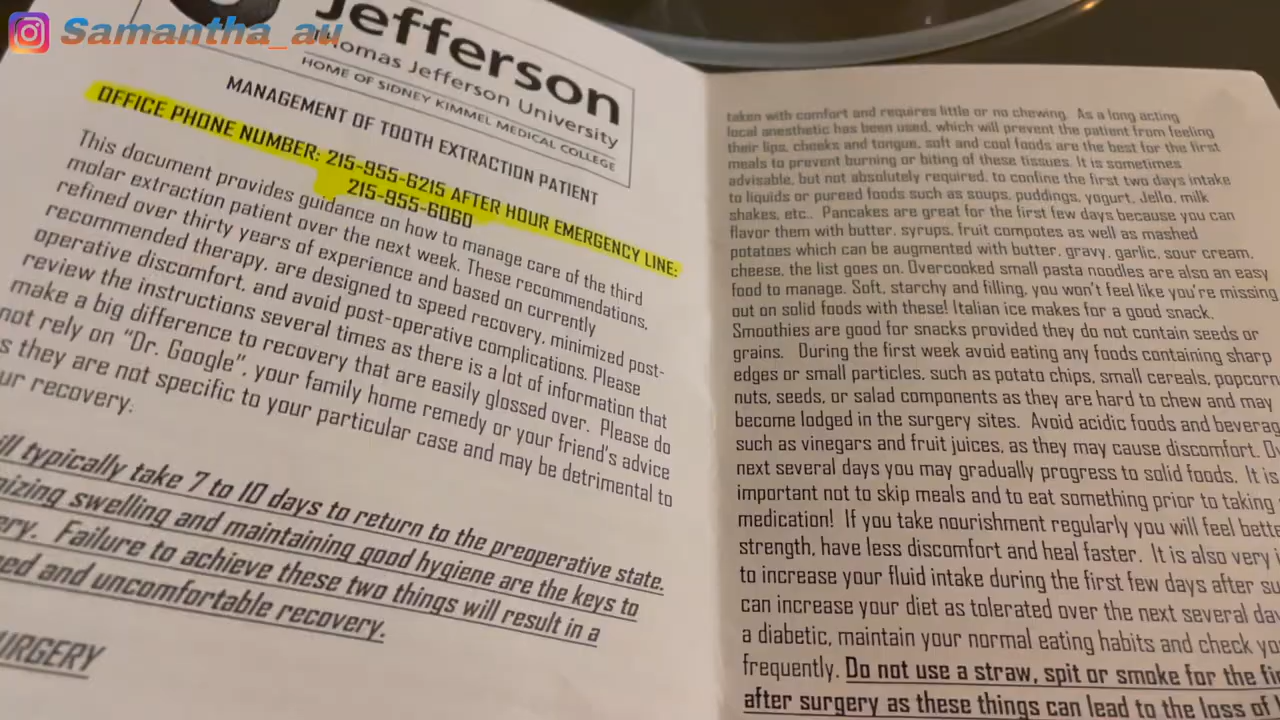 Samantha_au
Jefferson
Thomas Jefferson University
HOME OF SIDNEY KIMMEL MEDICAL COLLEGE
MANAGEMENT OF TOOTH EXTRACTION PATIENT
OFFICE PHONE NUMBER: 215-955-6215 AFTER HOUR EMERGENCY LINE:
215-955-6060
This document provides guidance on how to manage care of the third
molar extraction patient over the next week. These recommendations,
refined over thirty years of experience and based on currently
recommended therapy, are designed to speed recovery, minimized post-
operative discomfort, and avoid post-operative complications. Please
review the instructions several times as there is a lot of information that
make a big difference to recovery that are easily glossed over. Please do
not rely on "Dr. Google", your family home remedy or your friend's advice
s they are not specific to your particular case and may be detrimental to
ur recovery.
ill typically take 7 to 10 days to return to the preoperative state.
nizing swelling and maintaining good hygiene are the keys to
ery. Failure to achieve these two things will result in a
ed and uncomfortable recovery.
URGERY
taken with comfort and requires little or no chewing. As a long acting
local anesthetic has been used, which will prevent the patient from feeling
their lips, cheeks and tongue, soft and cool foods are the best for the first
meals to prevent burning or biting of these tissues. It is sometimes
advisable, but not absolutely required, to confine the first two days intake
to liquids or pureed foods such as soups, puddings, yogurt, Jello, milk
shakes, etc.. Pancakes are great for the first few days because you can
flavor them with butter, syrups, fruit compotes as well as mashed
potatoes which can be augmented with butter, gravy, garlic, sour cream,
cheese, the list goes on. Overcooked small pasta noodles are also an easy
food to manage. Soft, starchy and filling, you won't feel like you're missing
out on solid foods with these! Italian ice makes for a good snack.
Smoothies are good for snacks provided they do not contain seeds or
grains. During the first week avoid eating any foods containing sharp
edges or small particles, such as potato chips, small cereals, popcorn
nuts, seeds, or salad components as they are hard to chew and may
become lodged in the surgery sites. Avoid acidic foods and beverag
such as vinegars and fruit juices, as they may cause discomfort. Ov
next several days you may gradually progress to solid foods. It is
important not to skip meals and to eat something prior to taking
medication! If you take nourishment regularly you will feel bette
strength, have less discomfort and heal faster. It is also very i
to increase your fluid intake during the first few days after su
can increase your diet as tolerated over the next several da
a diabetic, maintain your normal eating habits and check yo
frequently. Do not use a straw, spit or smoke for the fir
after surgery as these things can lead to the loss of